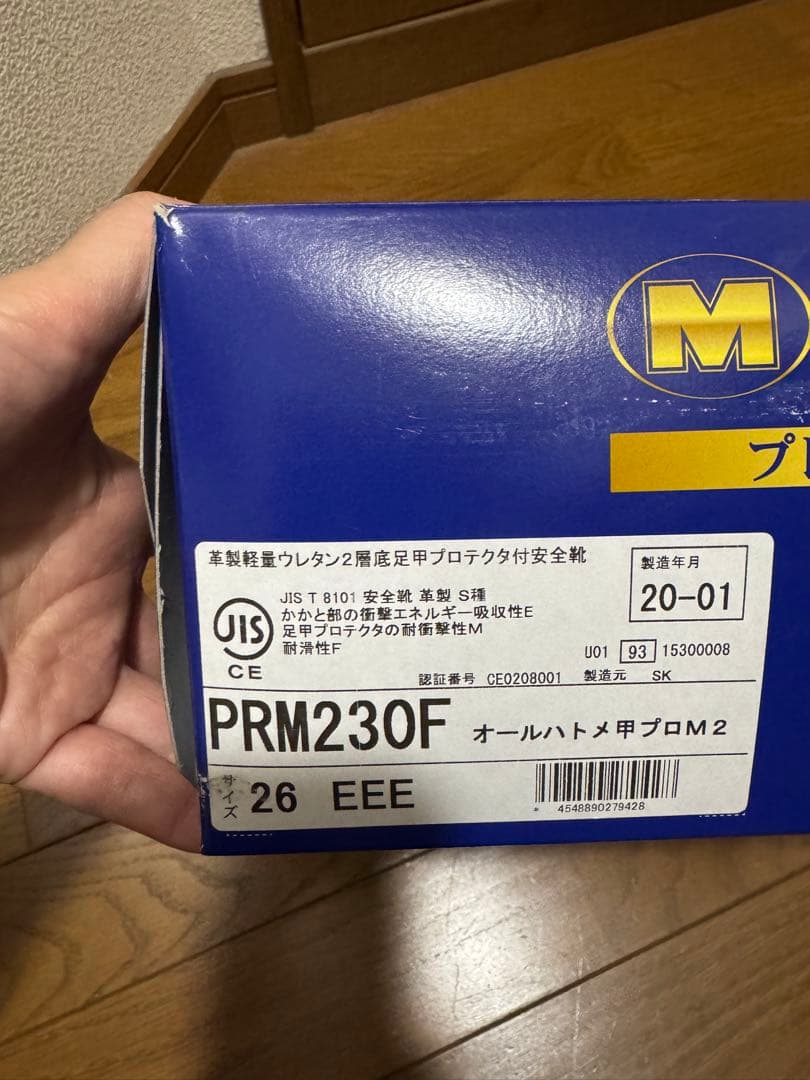 M
プ
革製軽量ウレタン2層底足甲プロテクタ付安全靴
製造年月
20-01
JIS T 8101 安全靴 革製 S種
かかと部の衝撃エネルギー吸収性E
足甲プロテクタの耐衝撃性M
耐滑性F
JIS
CE
U01 93 15300008
認証番号 CE0208001 製造元 SK
PRM230F オールハトメ甲プロM2
サイズ 26 EEE
4548890279428